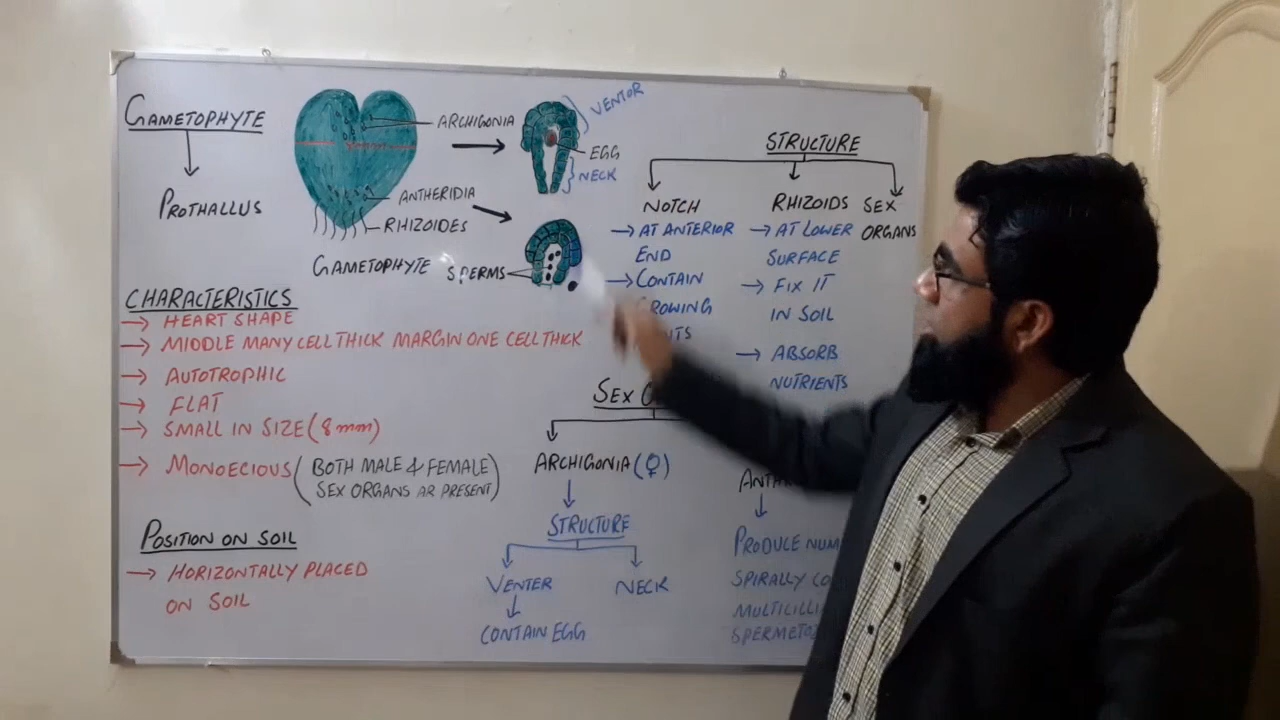 GAMETOPHYTE
PROTHALLUS
ARCHIGONIA
ANTHERIDIA
RHIZOIDES
GAMETOPHYTE
VENTOR
EGG
NECK
SPERMS
CHARACTERISTICS
→ HEART SHAPE
→ MIDDLE MANY CELL THICK MARGIN ONE CELL THICK
→ AUTOTROPHIC
→ FLAT
→ SMALL IN SIZE (8mm)
→ MONOECIOUS (BOTH MALE & FEMALE
SEX ORGANS AR PRESENT)
POSITION ON SOIL
→ HORIZONTALLY PLACED
ON SOIL
STRUCTURE
NOTCH
→ AT ANTERIOR
END
→ CONTAIN
RHIZOIDS
→ AT LOWER
SURFACE
→ FIX IT
IN SOIL
→ ABSORB
NUTRIENTS
SEX
ORGANS
SEX
ARCHIGONIA (♀)
STRUCTURE
VENTER
NECK
CONTAIN EGG
PRODUCE
SPIRALLY